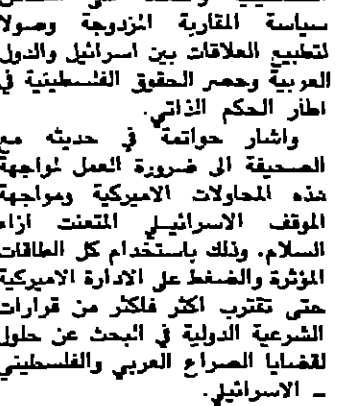 سياسة المقاربة المزدوجة وصولا
لتطبيع العلاقات بين اسرائيل والدول
العربية وحصر الحقوق الفلسطينية في
اطار الحكم الذاتي.
واشار حواتمة في حديثه مع
الصحيفة الى ضرورة العمل لمواجهة
هذه المحاولات الاميركية ومواجهة
الموقف الاسرائيلي المتعنت ازاء
السلام، وذلك باستخدام كل الطاقات
المؤثرة والضغط على الادارة الاميركية
حتى تقترب اكثر فاكثر من قرارات
الشرعية الدولية في البحث عن حلول
لقضايا الصراع العربي والفلسطيني
ـ الاسرائيلي.